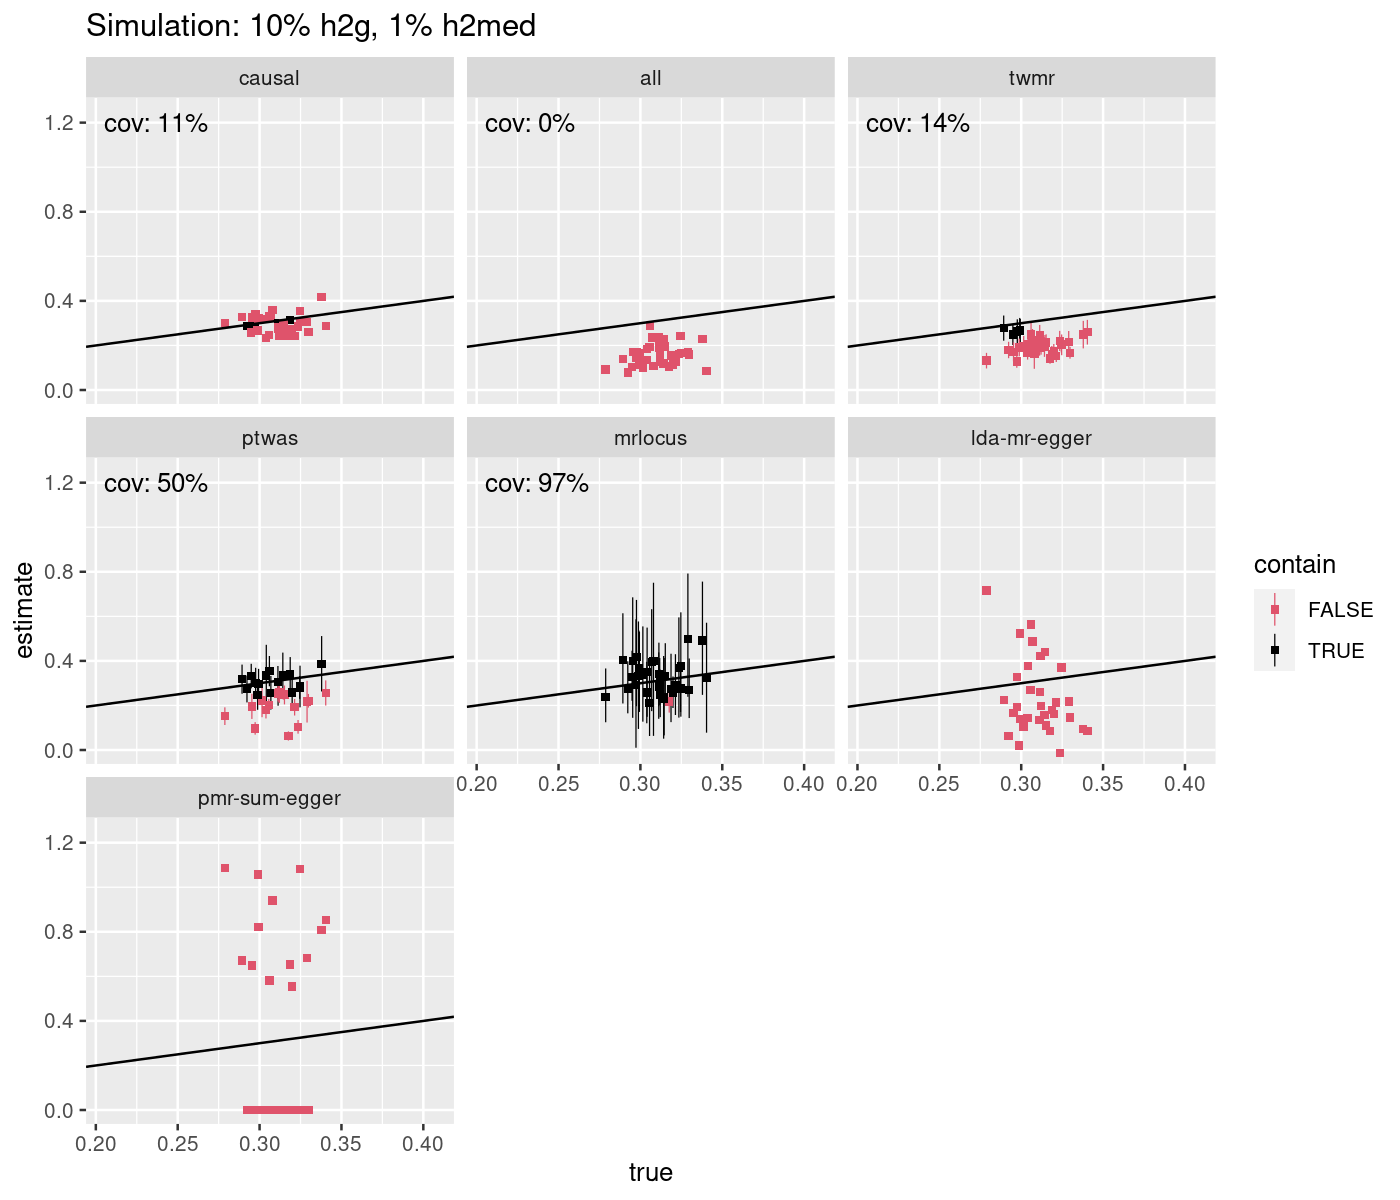 Simulation: 10% h2g, 1% h2med
causal
all
twmr
cov: 11%
cov: 0%
cov: 14%
1.2
0.8
0.4
0.0
ptwas
mrlocus
lda-mr-egger
cov: 50%
cov: 97%
1.2
0.8
0.4
0.0
0.20 0.25 0.30 0.35 0.40
0.20 0.25 0.30 0.35 0.40
pmr-sum-egger
1.2
0.8
0.4
0.0
0.20 0.25 0.30 0.35 0.40
estimate
true
contain
FALSE
TRUE